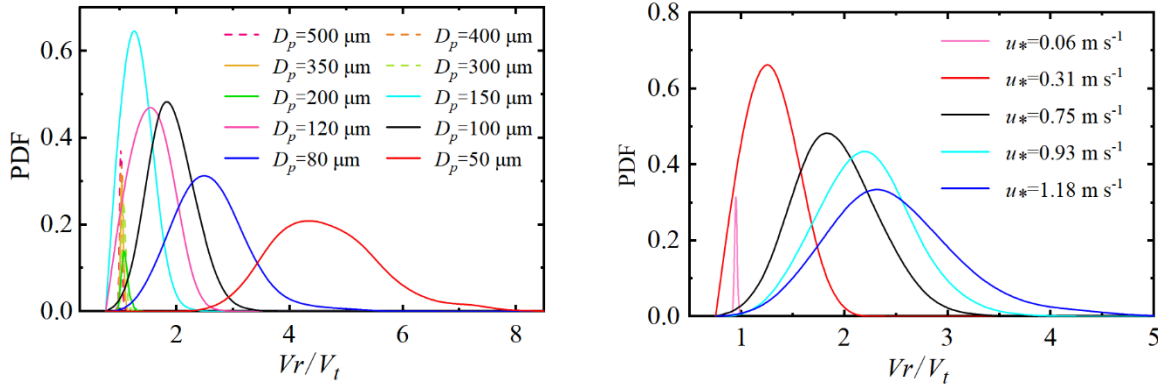 PDF
0.6
0.4
0.2
0.0
2
4
6
8
Vr/Vt
Dp=500 μm
Dp=400 μm
Dp=350 μm
Dp=300 μm
Dp=200 μm
Dp=150 μm
Dp=120 μm
Dp=100 μm
Dp=80 μm
Dp=50 μm
PDF
0.8
0.6
0.4
0.2
0.0
1
2
3
4
5
Vr/Vt
u*=0.06 m s-1
u*=0.31 m s-1
u*=0.75 m s-1
u*=0.93 m s-1
u*=1.18 m s-1